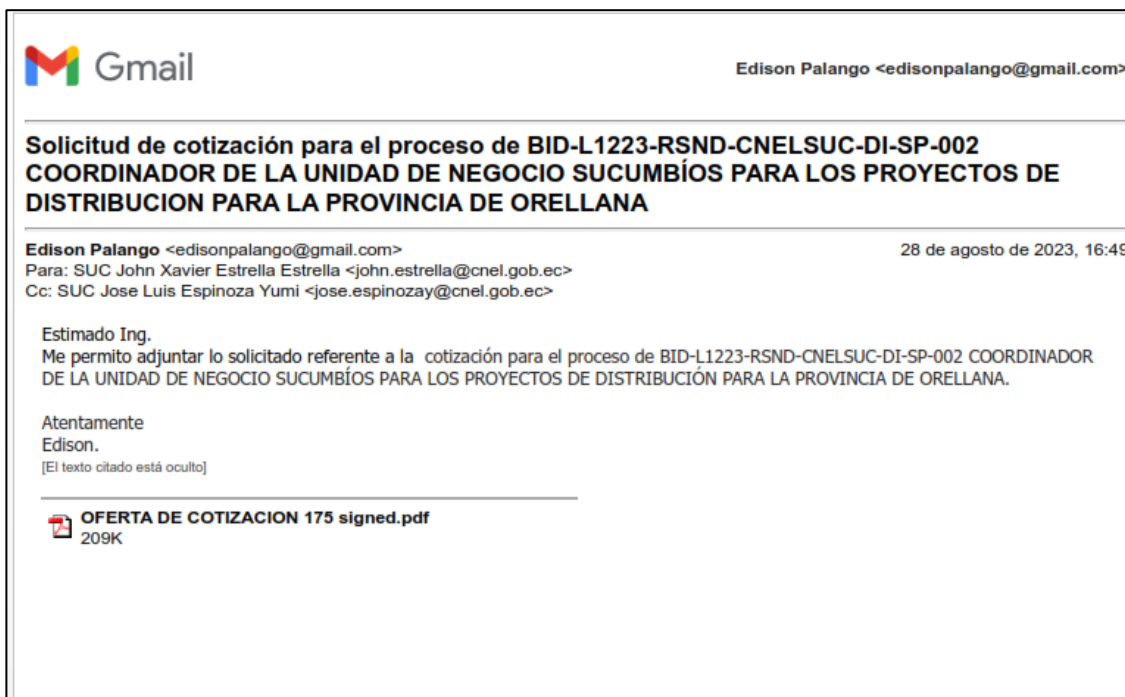 Gmail
Edison Palango <edisonpalango@gmail.com>
Solicitud de cotización para el proceso de BID-L1223-RSND-CNELSUC-DI-SP-002
COORDINADOR DE LA UNIDAD DE NEGOCIO SUCUMBÍOS PARA LOS PROYECTOS DE
DISTRIBUCION PARA LA PROVINCIA DE ORELLANA
Edison Palango <edisonpalango@gmail.com> 28 de agosto de 2023, 16:49
Para: SUC John Xavier Estrella Estrella <john.estrella@cnel.gob.ec>
Cc: SUC Jose Luis Espinoza Yumi <jose.espinozay@cnel.gob.ec>
Estimado Ing.
Me permito adjuntar lo solicitado referente a la cotización para el proceso de BID-L1223-RSND-CNELSUC-DI-SP-002 COORDINADOR
DE LA UNIDAD DE NEGOCIO SUCUMBÍOS PARA LOS PROYECTOS DE DISTRIBUCIÓN PARA LA PROVINCIA DE ORELLANA.
Atentamente
Edison.
[El texto citado está oculto]
OFERTA DE COTIZACION 175 signed.pdf
209K